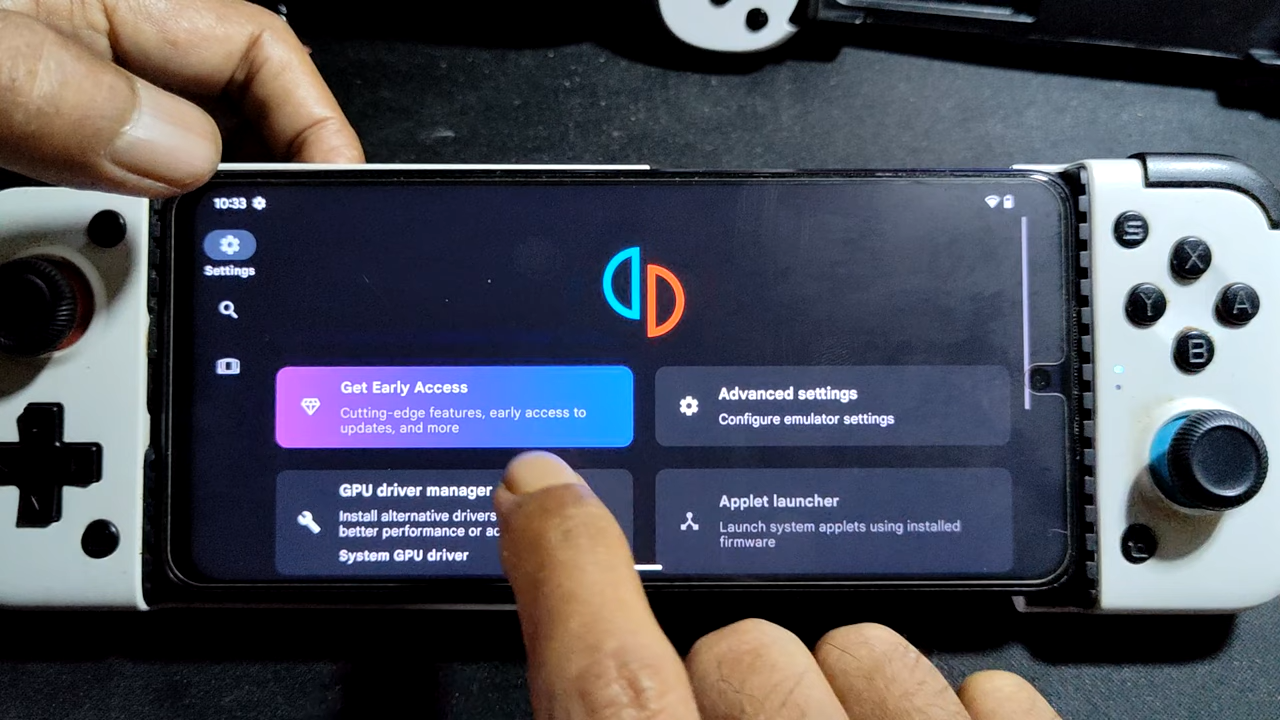 10:33
Settings
Get Early Access
Cutting-edge features, early access to
updates, and more
Advanced settings
Configure emulator settings
GPU driver manager
Install alternative drivers
better performance or
System GPU driver
Applet launcher
Launch system applets using installed
firmware
S
X
Y
A
B